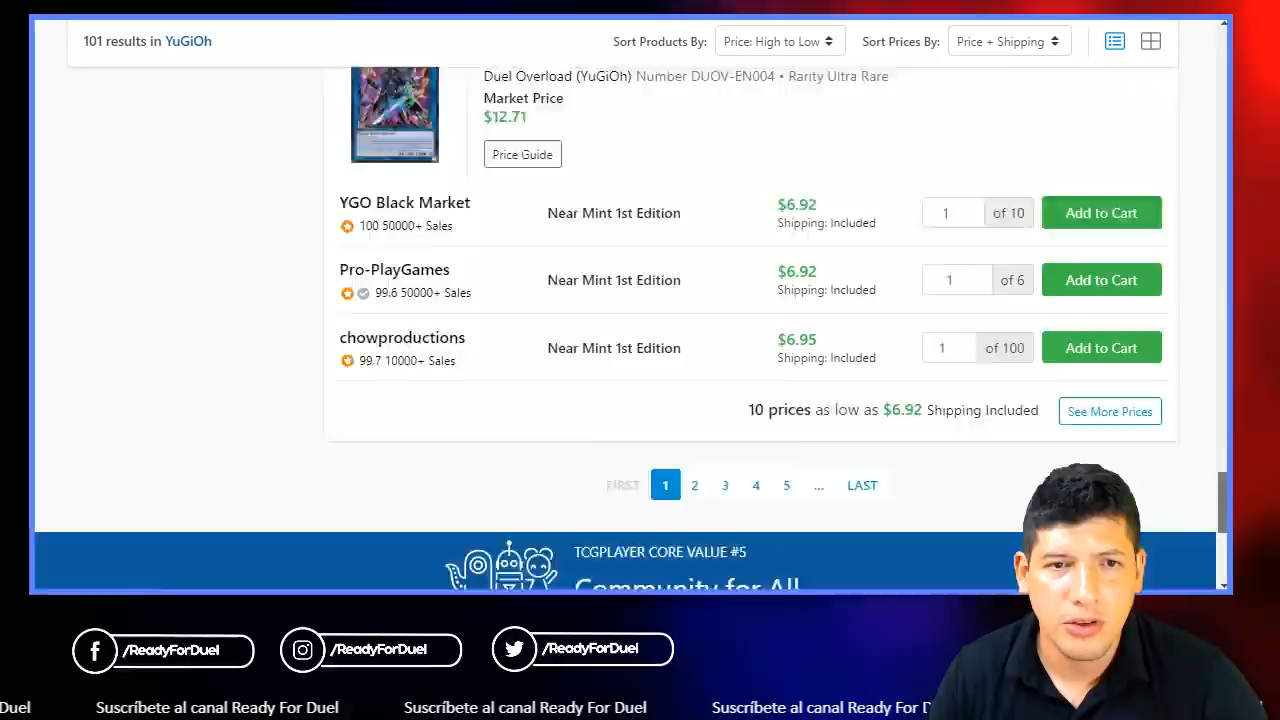 101 results in YuGiOh
Sort Products By: Price: High to Low Sort Prices By: Price + Shipping
Duel Overload (YuGiOh) Number DUOV-EN004 • Rarity Ultra Rare
Market Price
$12.71
Price Guide
YGO Black Market
100 50000+ Sales
Near Mint 1st Edition
$6.92
Shipping: Included
1 of 10
Add to Cart
Pro-PlayGames
99.6 50000+ Sales
Near Mint 1st Edition
$6.92
Shipping: Included
1 of 6
Add to Cart
chowproductions
99.7 10000+ Sales
Near Mint 1st Edition
$6.95
Shipping: Included
1 of 100
Add to Cart
10 prices as low as $6.92 Shipping Included See More Prices
FIRST 1 2 3 4 5 ... LAST
TCGPLAYER CORE VALUE #5
Community for All
/ReadyForDuel /ReadyForDuel /ReadyForDuel
Duel Suscríbete al canal Ready For Duel Suscríbete al canal Ready For Duel Suscríbete al canal Ready For D